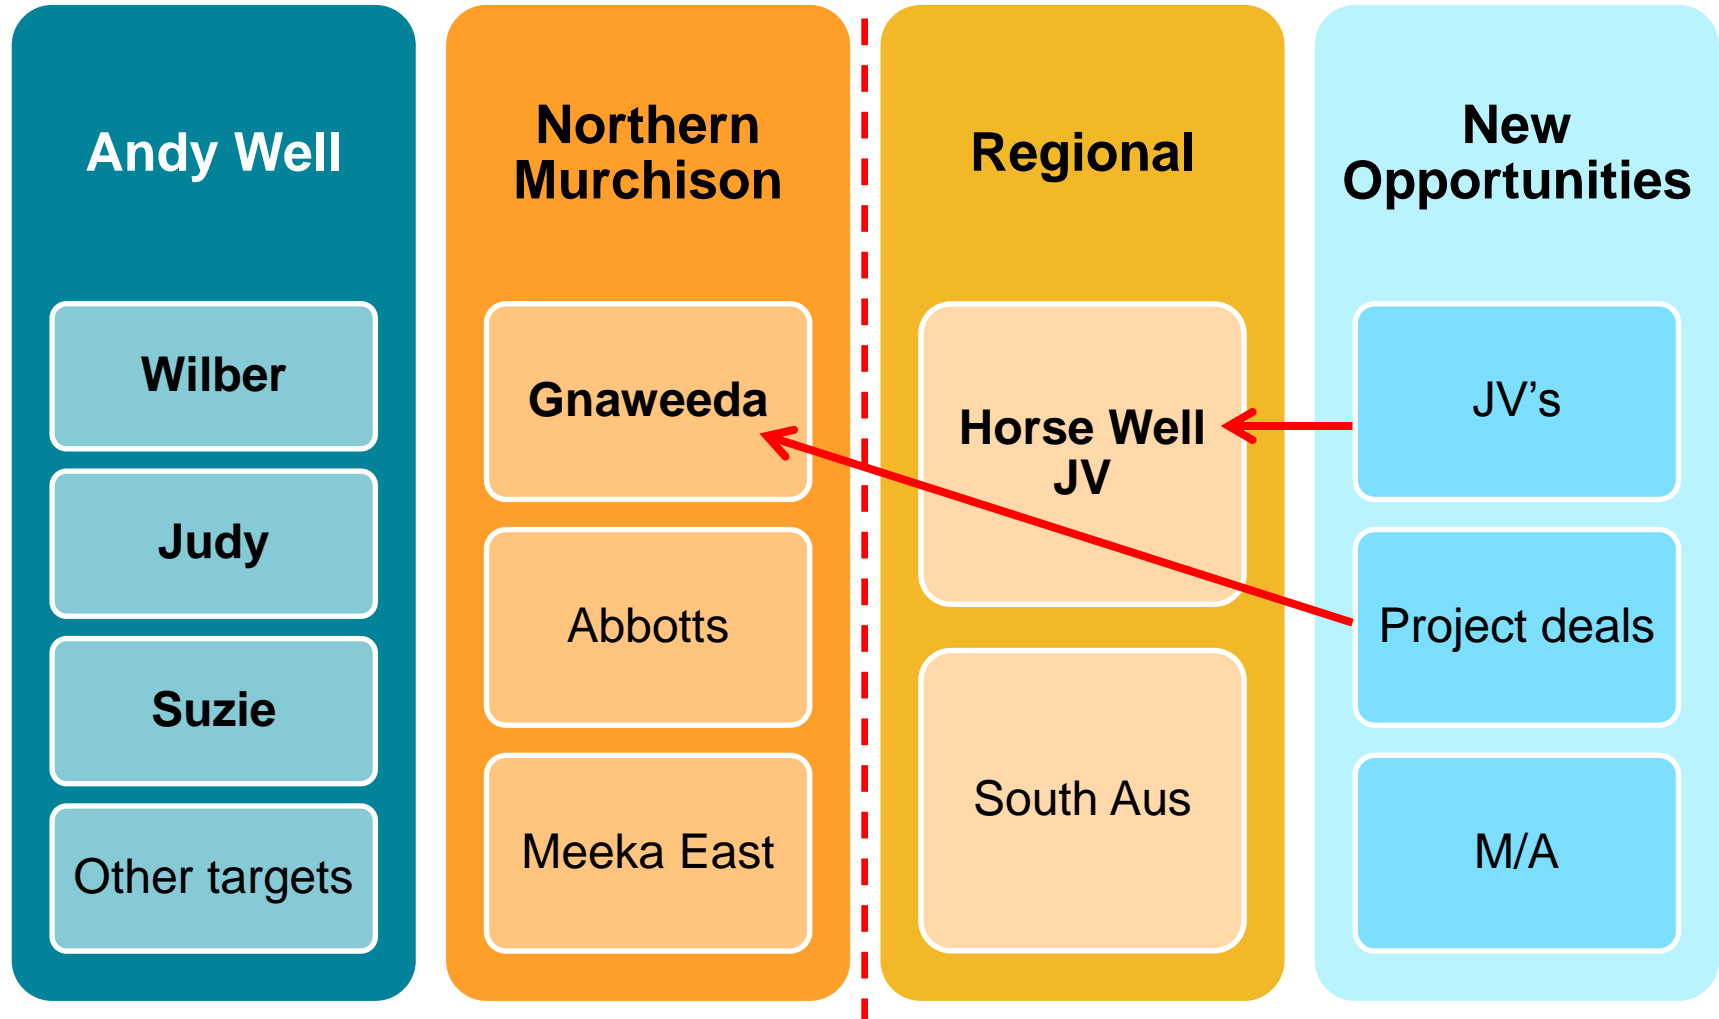 Andy Well
Wilber
Judy
Suzie
Other targets
Northern
Murchison
Gnaweeda
Abbotts
Meeka East
Regional
Horse Well
JV
South Aus
New
Opportunities
JV’s
Project deals
M/A